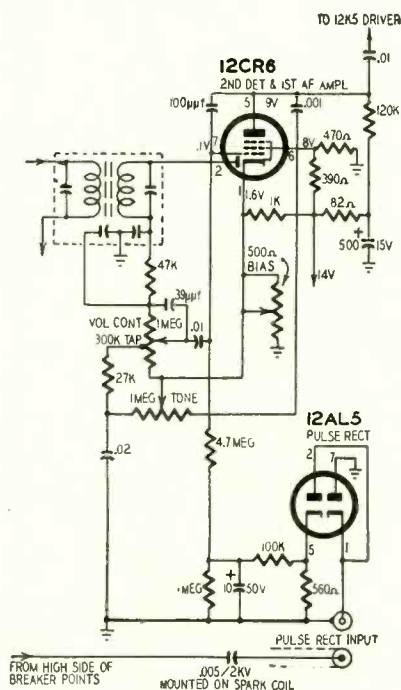 TO 12K5 DRIVER
.01
12CR6
2ND DET & 1ST AF AMPL
100μμf
5
9V
.001
120K
7
.1V
2
8V
6
470Ω
390Ω
1
1.6V
1K
82Ω
+
500
15V
500Ω
BIAS
14V
47K
39μμf
VOL CONT
1MEG
.01
300K TAP
27K
1MEG
TONE
12AL5
PULSE RECT
2
7
.02
4.7 MEG
100K
5
1
+
10
50V
560Ω
PULSE RECT INPUT
FROM HIGH SIDE OF
BREAKER POINTS
.005/2KV
MOUNTED ON SPARK COIL